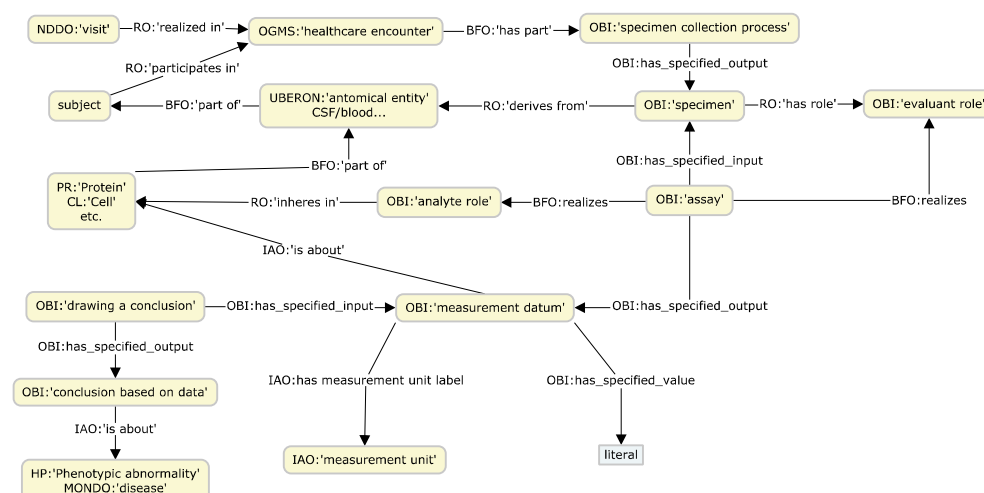 NDDO:'visit'
RO:'realized in'
OGMS:'healthcare encounter'
BFO:'has part'
OBI:'specimen collection process'
RO:'participates in'
OBI:has_specified_output
subject
BFO:'part of'
UBERON:'antomical entity'
CSF/blood...
RO:'derives from'
OBI:'specimen'
RO:'has role'
OBI:'evaluant role'
BFO:'part of'
OBI:has_specified_input
PR:'Protein'
CL:'Cell'
etc.
RO:'inheres in'
OBI:'analyte role'
BFO:realizes
OBI:'assay'
BFO:realizes
IAO:'is about'
OBI:'drawing a conclusion'
OBI:has_specified_input
OBI:'measurement datum'
OBI:has_specified_output
OBI:has_specified_output
IAO:has measurement unit label
OBI:has_specified_value
OBI:'conclusion based on data'
IAO:'is about'
IAO:'measurement unit'
literal
HP:'Phenotypic abnormality'
MONDO:'disease'